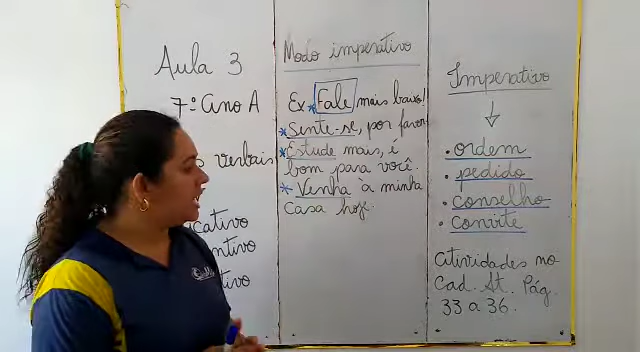 Aula 3
7º Ano A
verbais
cativo
ntivo
tivo
Modo imperativo
Ex * Fale mais baixo!
* Sente-se, por favor
* Estude mais, é
bom para você.
* Venha à minha
casa hoje.
Imperativo
. ordem
. pedido
. conselho
. convite
Atividades no
Cad. At. Pág.
33 a 36.